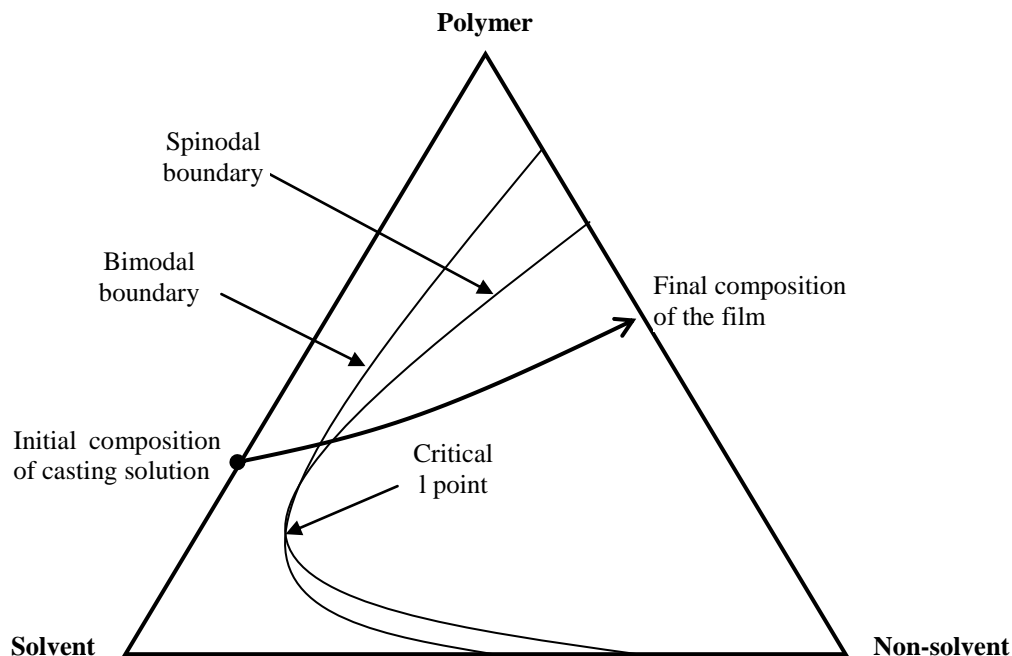 Polymer
Spinodal
boundary
Bimodal
boundary
Final composition
of the film
Initial composition
of casting solution
Critical
l point
Solvent
Non-solvent